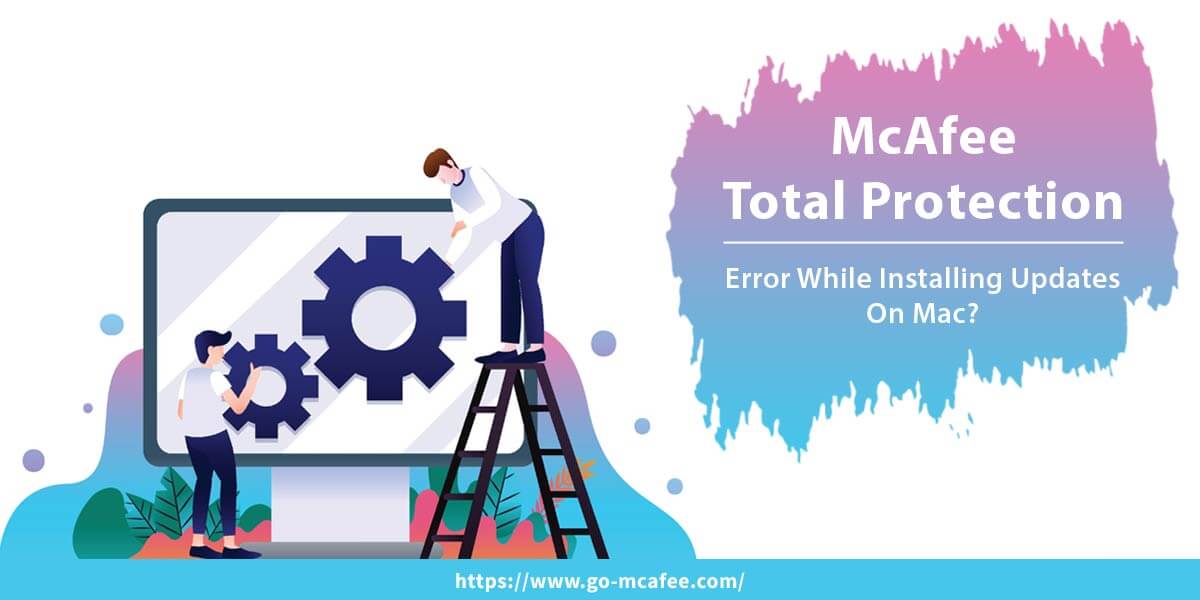 McAfee
Total Protection
Error While Installing Updates
On Mac?
https://www.go-mcafee.com/